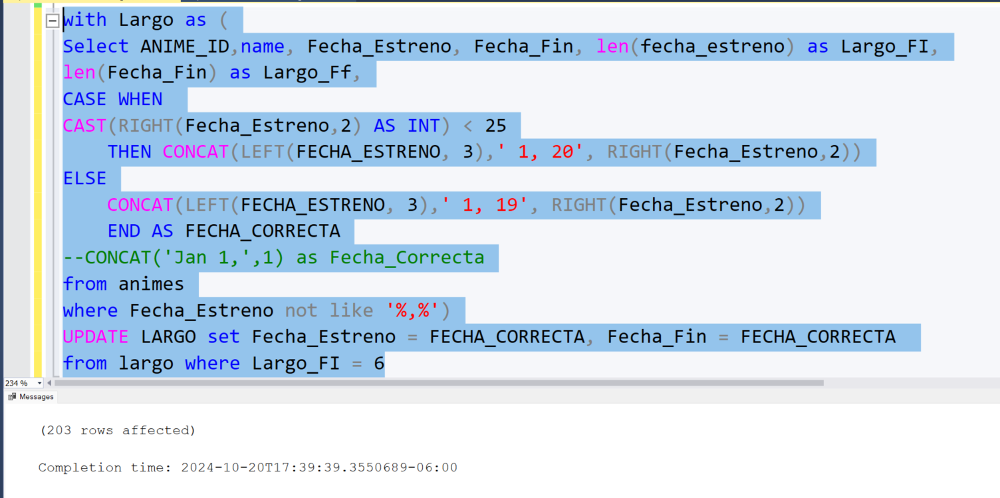 with Largo as (
Select ANIME_ID,name, Fecha_Estreno, Fecha_Fin, len(fecha_estreno) as Largo_FI,
len(Fecha_Fin) as Largo_Ff,
CASE WHEN
CAST(RIGHT(Fecha_Estreno,2) AS INT) < 25
    THEN CONCAT(LEFT(FECHA_ESTRENO, 3),' 1, 20', RIGHT(Fecha_Estreno,2))
ELSE
    CONCAT(LEFT(FECHA_ESTRENO, 3),' 1, 19', RIGHT(Fecha_Estreno,2))
    END AS FECHA_CORRECTA
--CONCAT('Jan 1,',1) as Fecha_Correcta
from animes
where Fecha_Estreno not like '%,%')
UPDATE LARGO set Fecha_Estreno = FECHA_CORRECTA, Fecha_Fin = FECHA_CORRECTA
from largo where Largo_FI = 6
234 %
Messages
(203 rows affected)
Completion time: 2024-10-20T17:39:39.3550689-06:00